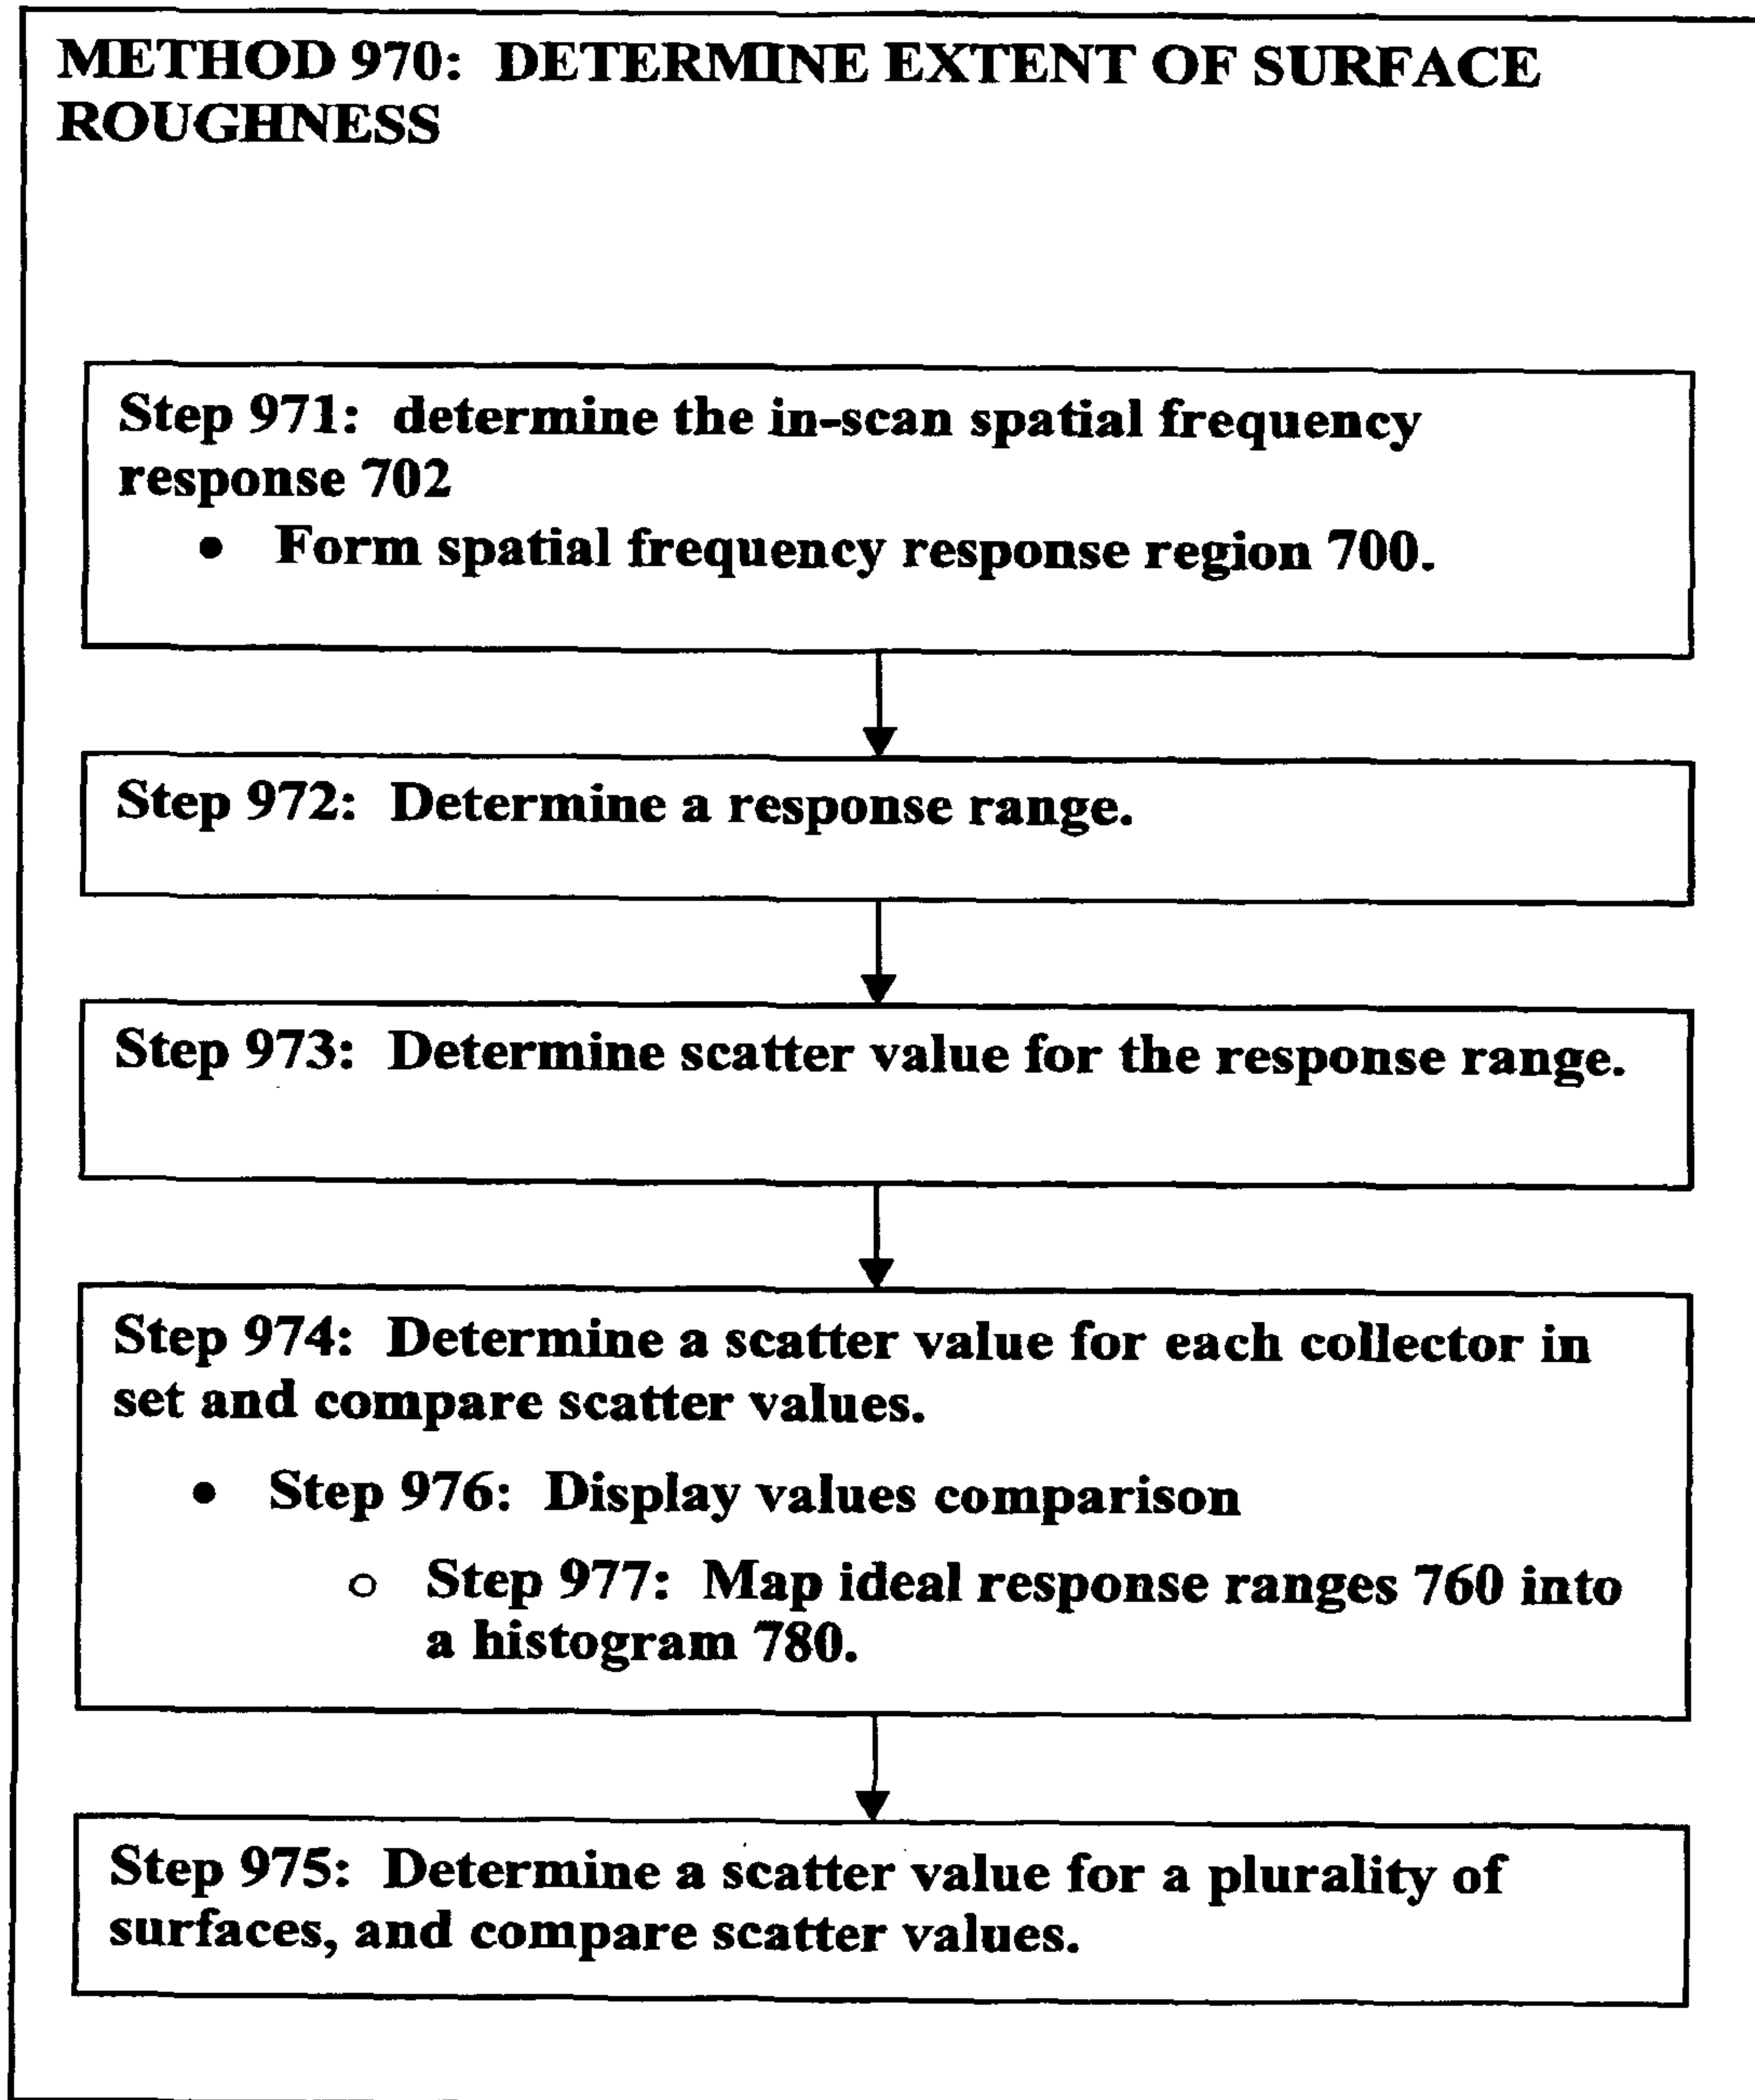 METHOD 970: DETERMINE EXTENT OF SURFACE
ROUGHNESS
Step 971: determine the in-scan spatial frequency
response 702
• Form spatial frequency response region 700.
Step 972: Determine a response range.
Step 973: Determine scatter value for the response range.
Step 974: Determine a scatter value for each collector in
set and compare scatter values.
• Step 976: Display values comparison
o Step 977: Map ideal response ranges 760 into
a histogram 780.
Step 975: Determine a scatter value for a plurality of
surfaces, and compare scatter values.